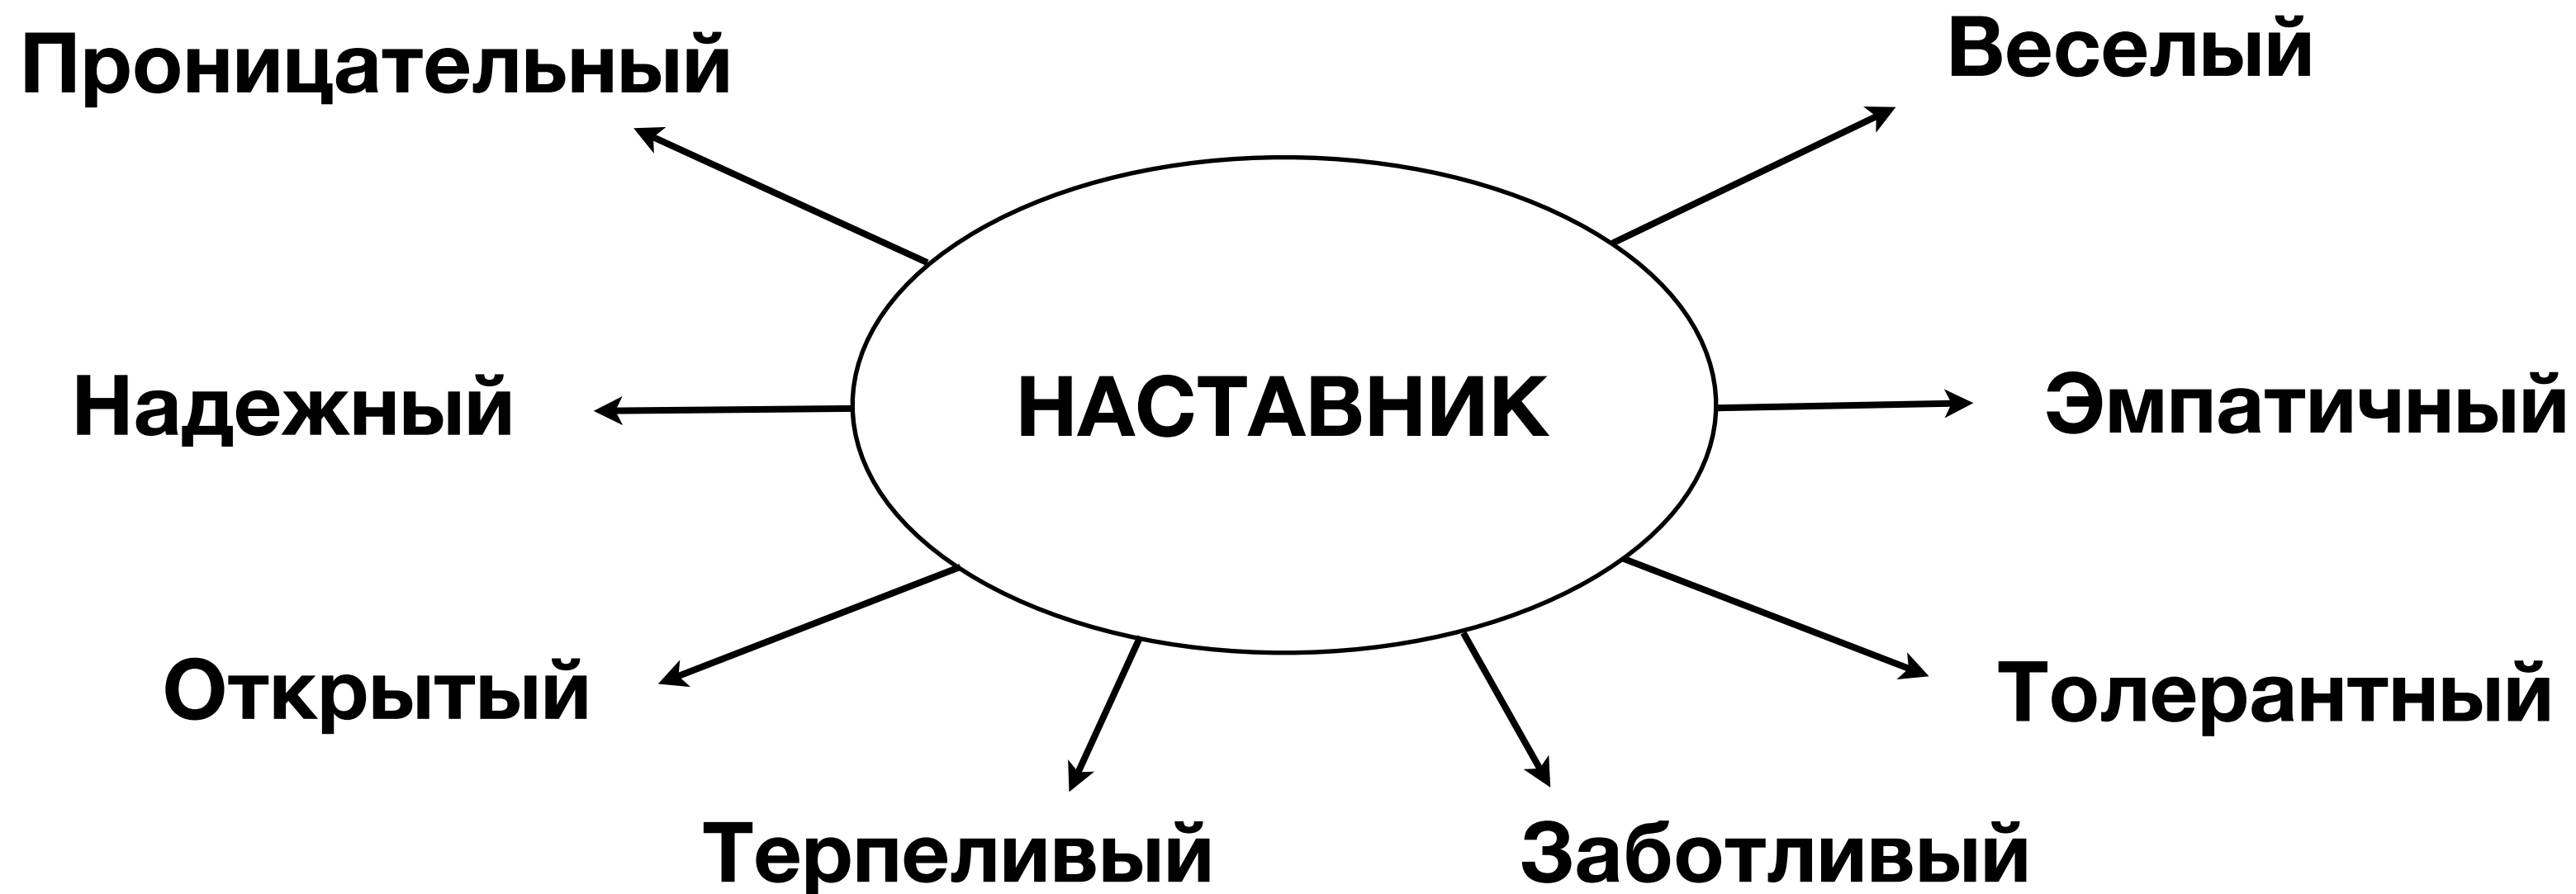 Проницательный
Веселый
Надежный
НАСТАВНИК
Эмпатичный
Открытый
Толерантный
Терпеливый
Заботливый